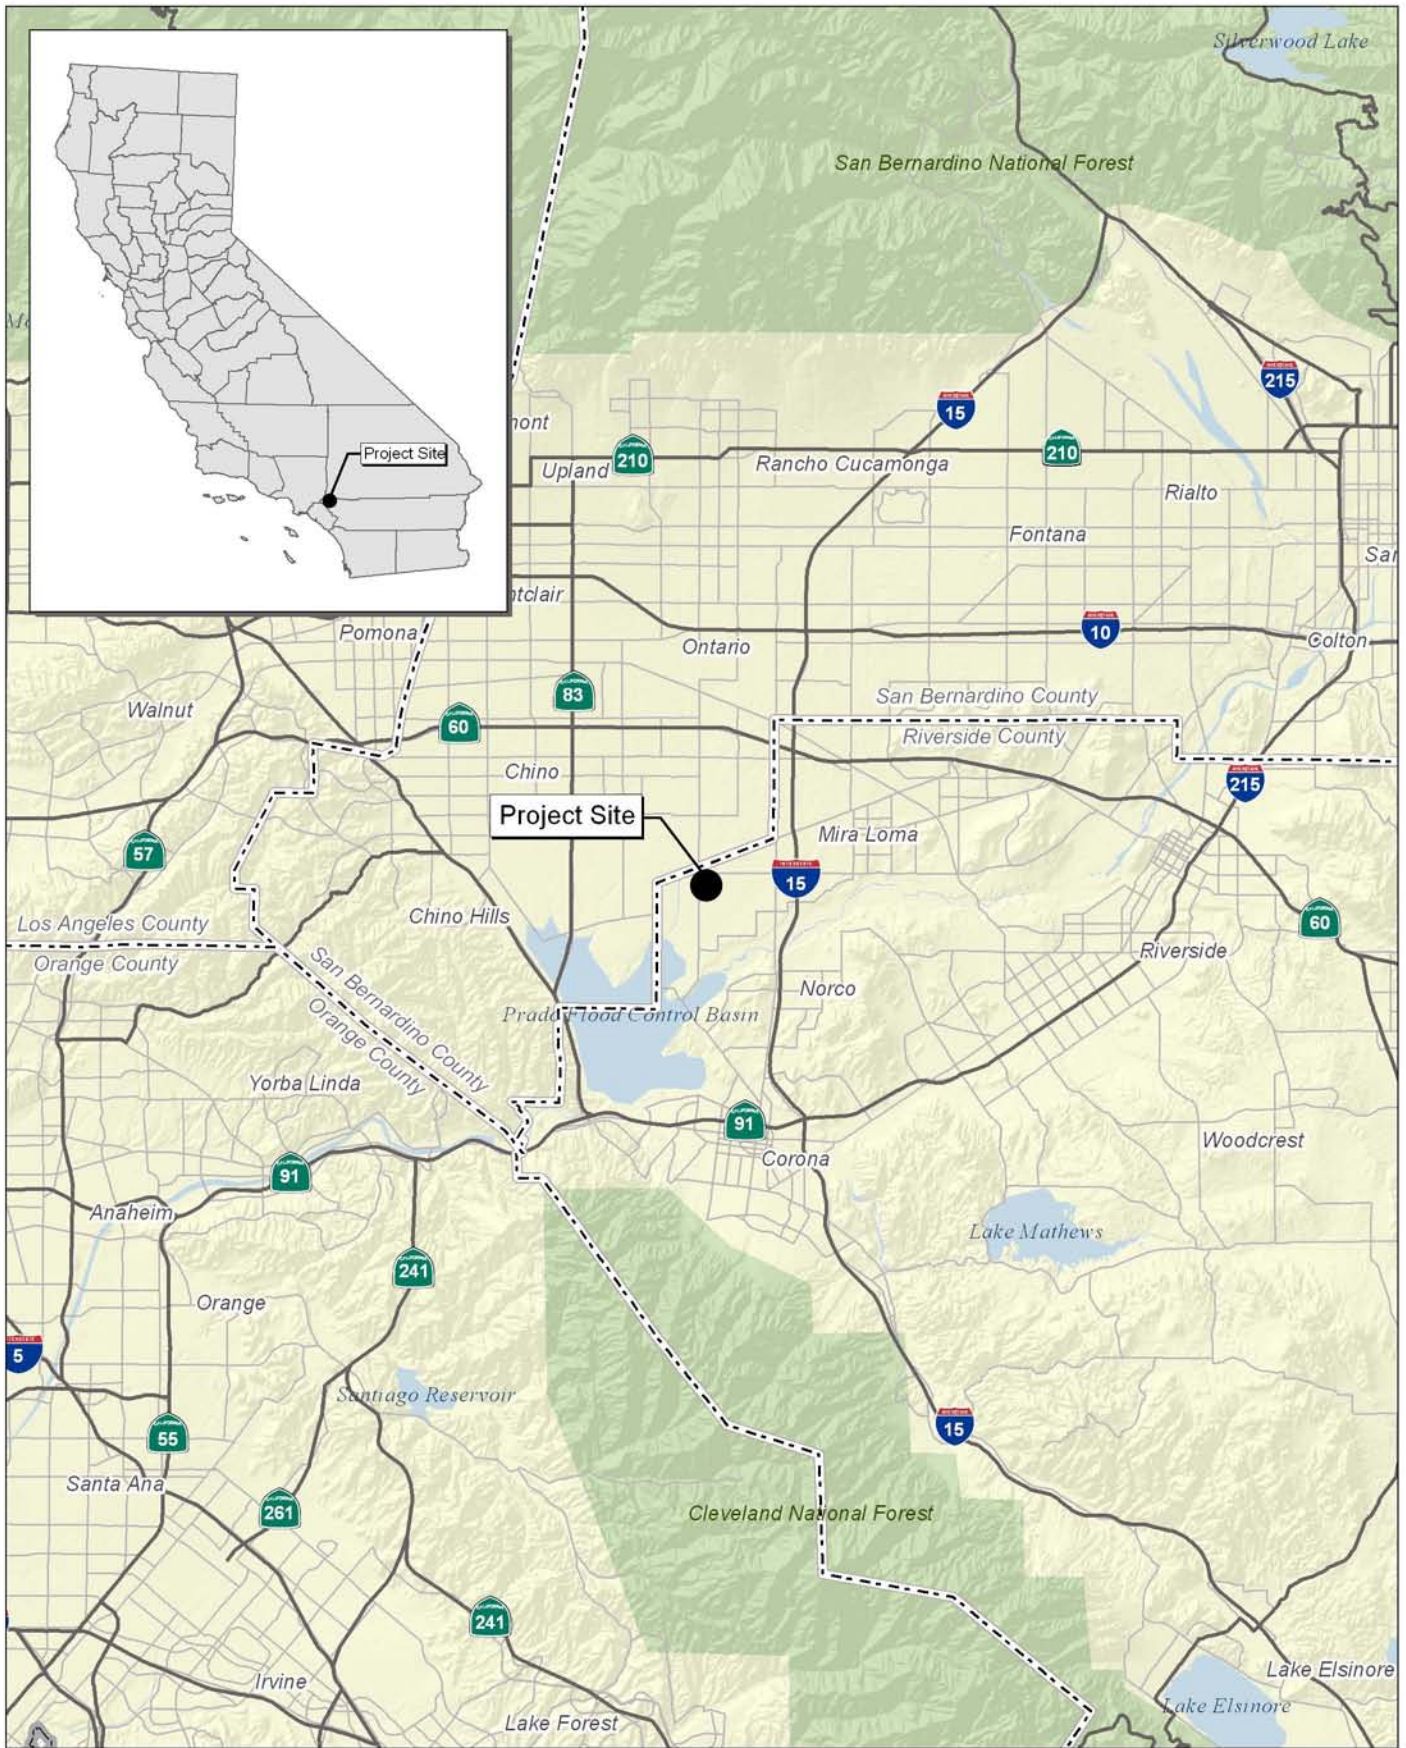 Silverwood Lake
San Bernardino National Forest
Project Site
215
15
210
210
Upland
Rancho Cucamonga
Rialto
Fontana
Pomona
Ontario
10
Colton
83
Walnut
60
San Bernardino County
Riverside County
Chino
215
Project Site
Mira Loma
57
15
Chino Hills
60
Los Angeles County
Orange County
San Bernardino County
Orange County
Riverside
Norco
Prado Flood Control Basin
Yorba Linda
91
Woodcrest
Corona
91
Anaheim
Lake Mathews
241
Orange
5
Santiago Reservoir
15
55
Santa Ana
261
Cleveland National Forest
241
Irvine
Lake Elsinore
Lake Elsinore
Lake Forest